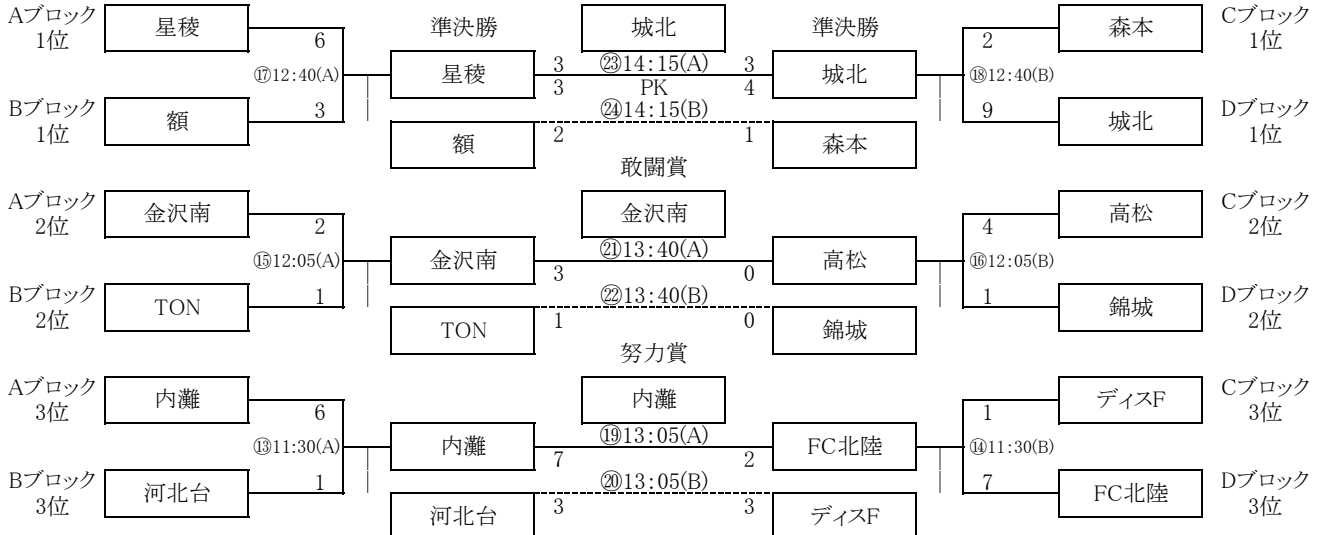 Aブロック
1位
星稜
6
⑰12:40(A)
Bブロック
1位
額
3
準決勝
星稜
額
城北
3 ㉓14:15(A) 3
3 PK 4
㉔14:15(B)
2 1
準決勝
城北
森本
2
⑱12:40(B)
9
森本
Cブロック
1位
城北
Dブロック
1位
敢闘賞
Aブロック
2位
金沢南
2
⑮12:05(A)
Bブロック
2位
TON
1
金沢南
TON
金沢南
㉑13:40(A)
3 0
㉒13:40(B)
1 0
高松
錦城
4
⑯12:05(B)
1
高松
Cブロック
2位
錦城
Dブロック
2位
努力賞
Aブロック
3位
内灘
6
⑬11:30(A)
Bブロック
3位
河北台
1
内灘
河北台
内灘
⑲13:05(A)
7 2
⑳13:05(B)
3 3
FC北陸
ディスF
1
⑭11:30(B)
7
ディスF
Cブロック
3位
FC北陸
Dブロック
3位